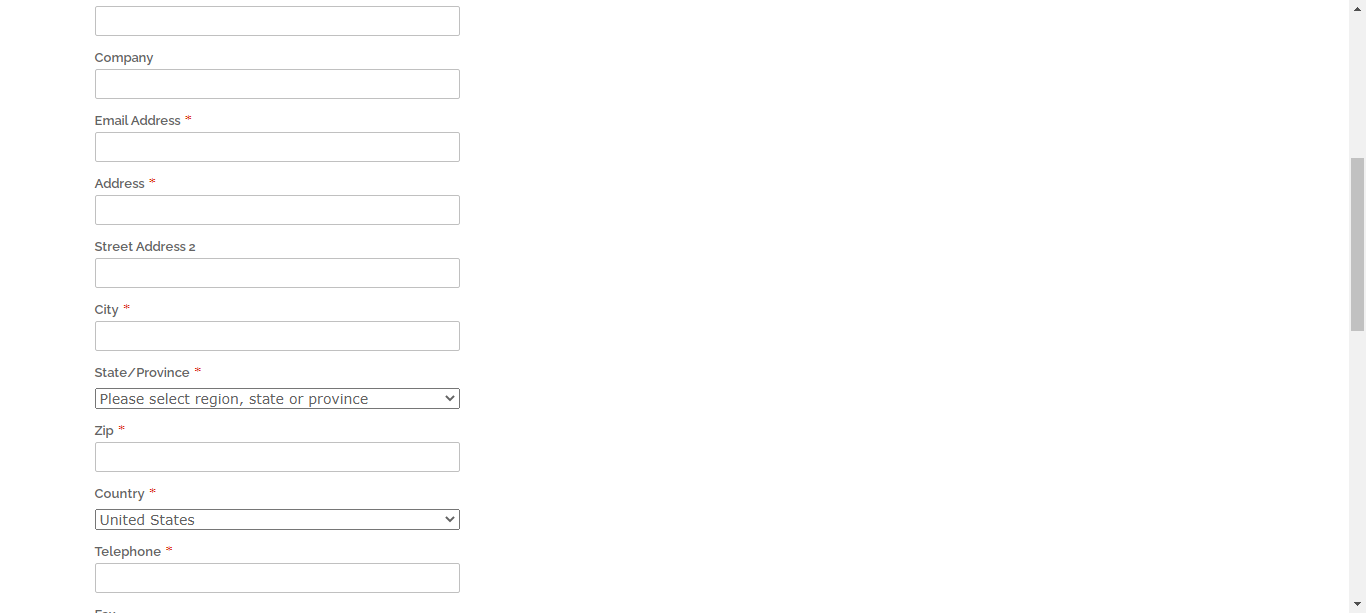 Company
Email Address *
Address *
Street Address 2
City *
State/Province *
Please select region, state or province
Zip *
Country *
United States
Telephone *
Fax